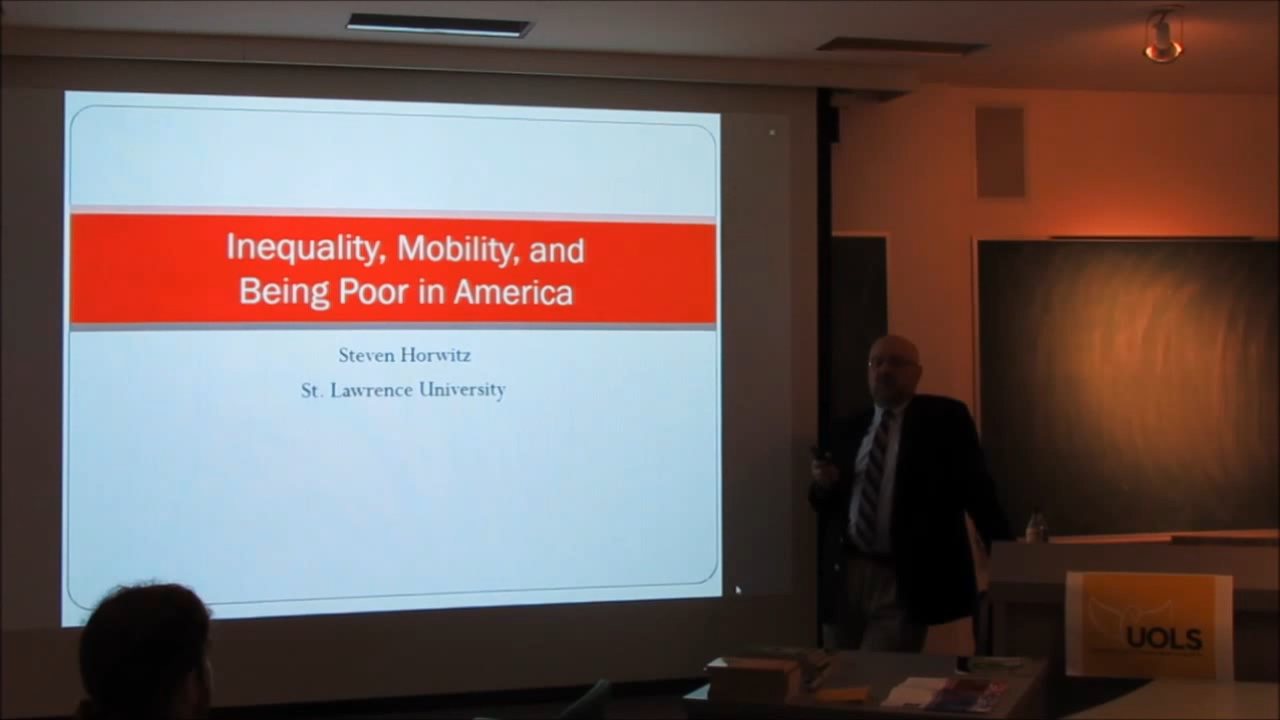 Inequality, Mobility, and
Being Poor in America
Steven Horwitz
St. Lawrence University
UOLS